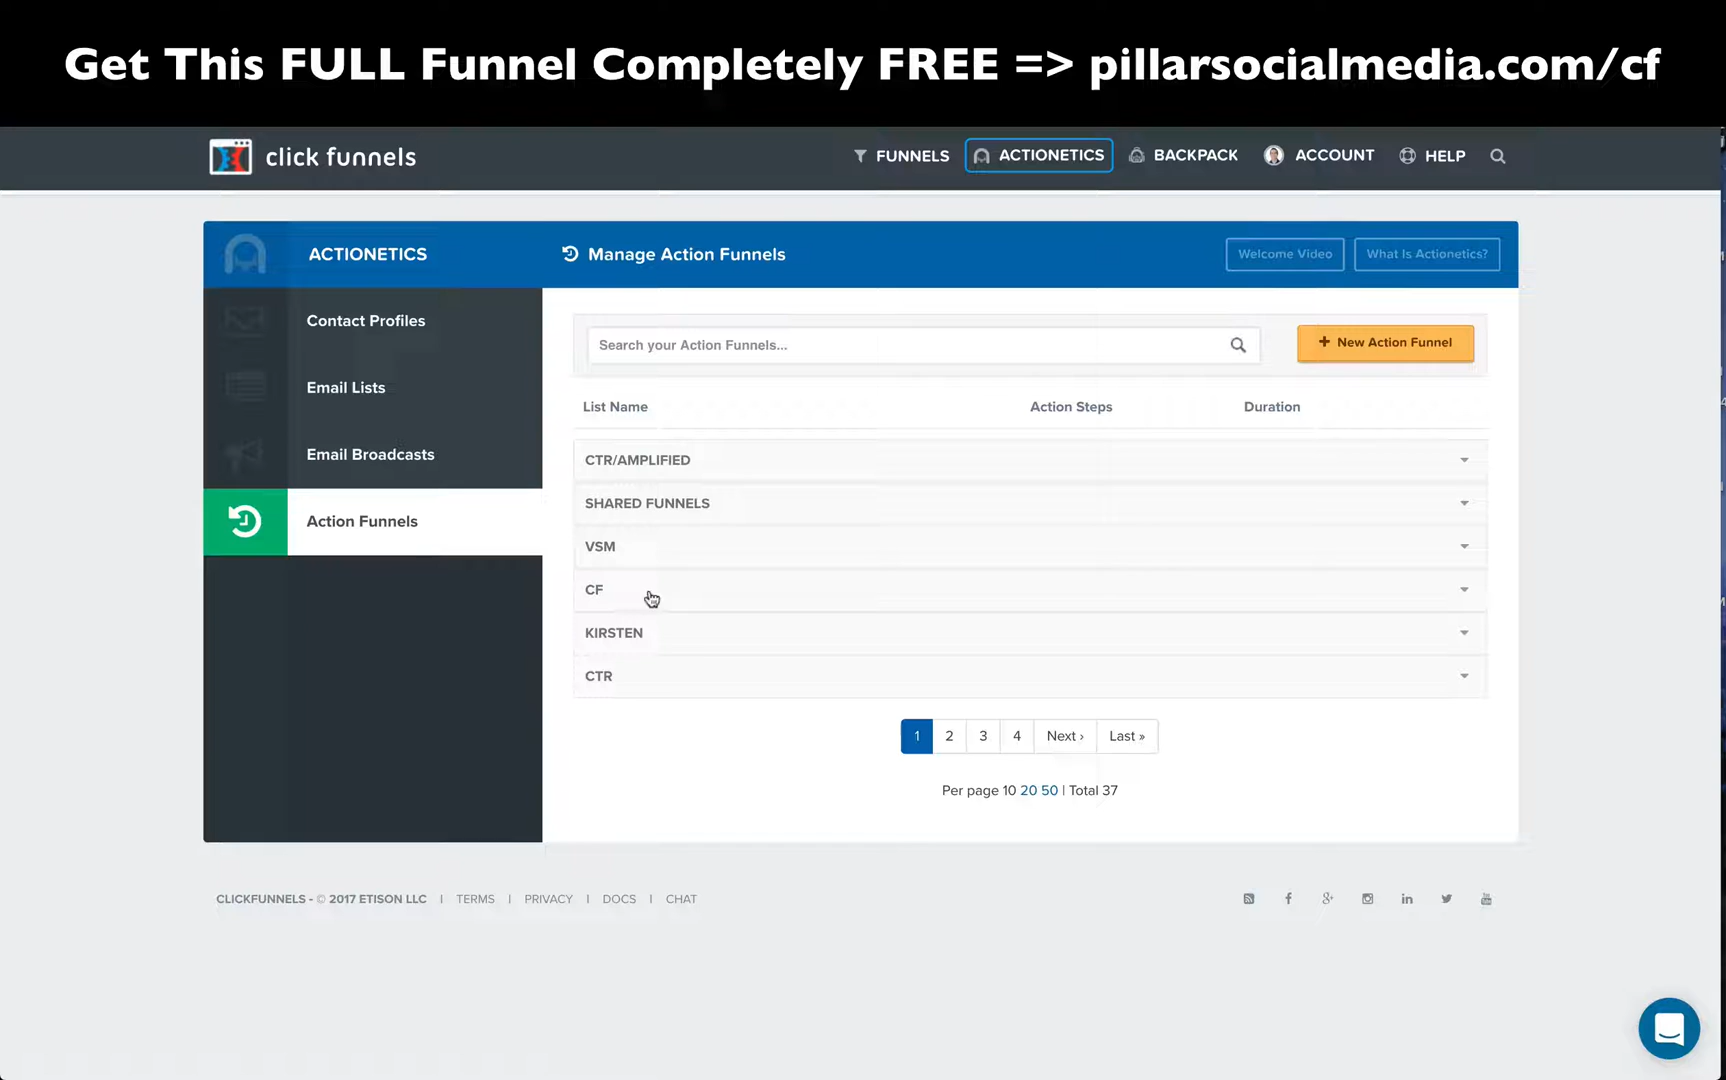 Get This FULL Funnel Completely FREE => pillarsocialmedia.com/cf
click funnels
FUNNELS
ACTIONETICS
BACKPACK
ACCOUNT
HELP
ACTIONETICS
Manage Action Funnels
Welcome Video
What Is Actionetics?
Contact Profiles
Email Lists
Email Broadcasts
Action Funnels
Search your Action Funnels...
+ New Action Funnel
List Name Action Steps Duration
CTR/AMPLIFIED
SHARED FUNNELS
VSM
CF
KIRSTEN
CTR
1 2 3 4 Next › Last »
Per page 10 20 50 | Total 37
CLICKFUNNELS - © 2017 ETISON LLC | TERMS | PRIVACY | DOCS | CHAT